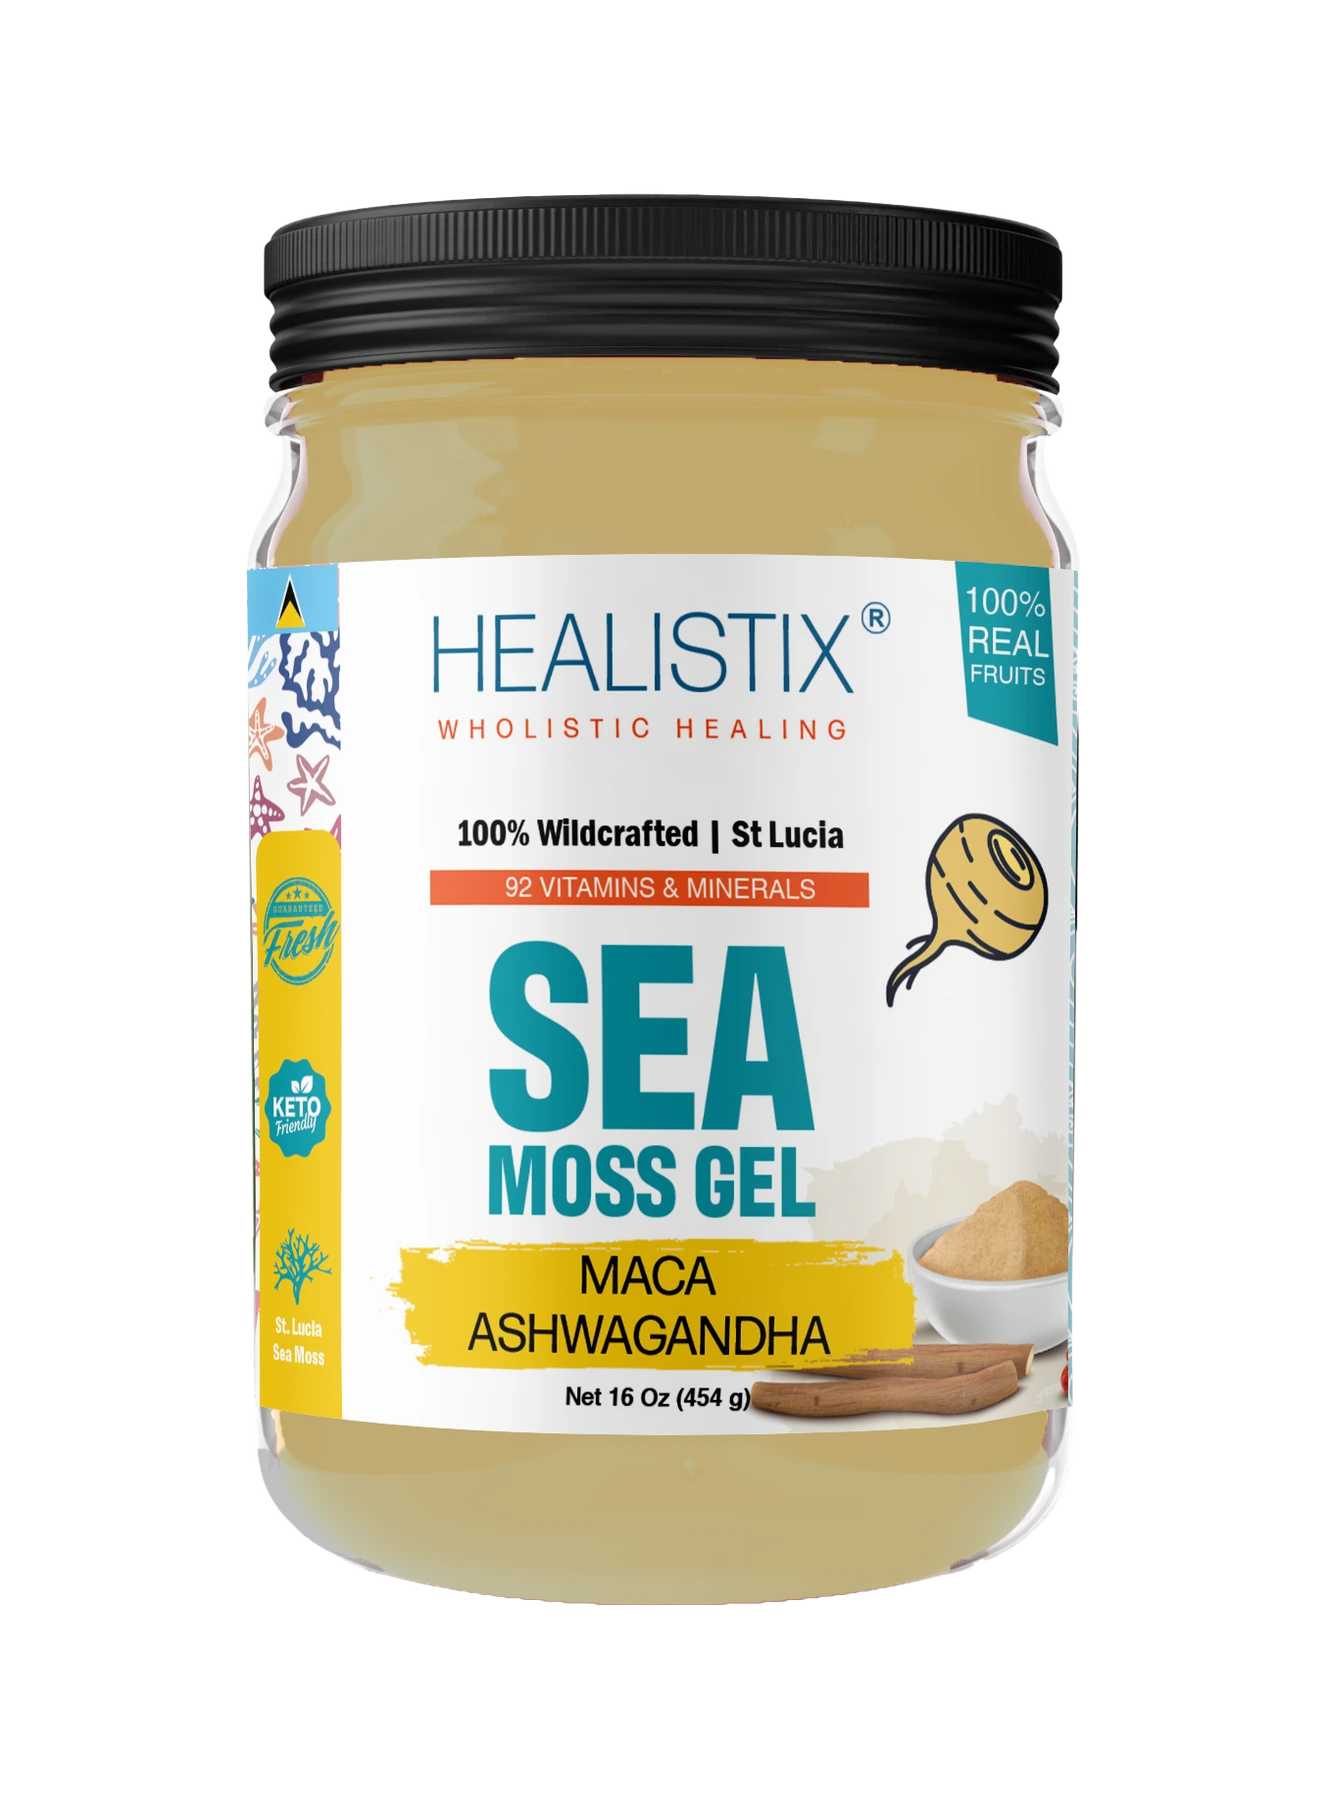 HEALISTIX®
WHOLISTIC HEALING
100%
REAL
FRUITS
100% Wildcrafted | St Lucia
92 VITAMINS & MINERALS
SEA
MOSS GEL
MACA
ASHWAGANDHA
Net 16 Oz (454 g)
GUARANTEED
Fresh
KETO
Friendly
St. Lucia
Sea Moss